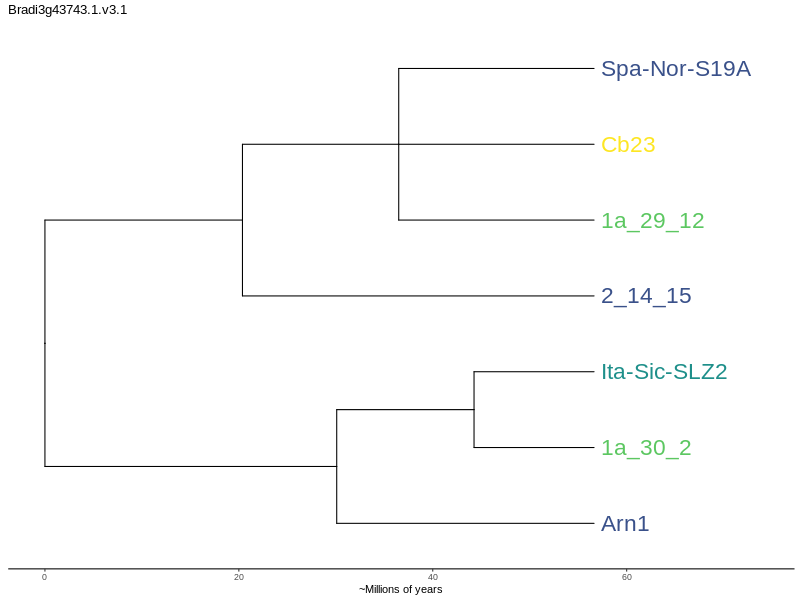 Bradi3g43743.1.v3.1
Spa-Nor-S19A
Cb23
1a_29_12
2_14_15
Ita-Sic-SLZ2
1a_30_2
Arn1
0 20 40 60
~Millions of years